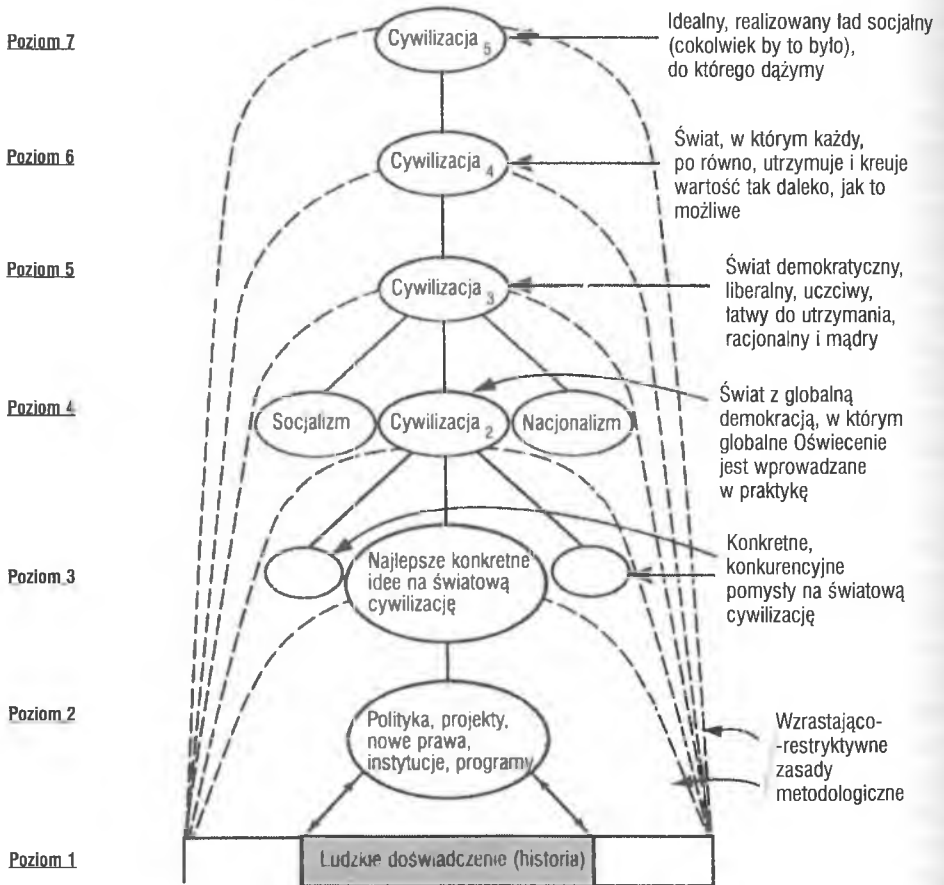 Poziom 7
Cywilizacja 5
Idealny, realizowany ład socjalny
(cokolwiek by to było),
do którego dążymy
Poziom 6
Cywilizacja 4
Świat, w którym każdy,
po równo, utrzymuje i kreuje
wartość tak daleko, jak to
możliwe
Poziom 5
Cywilizacja 3
Świat demokratyczny,
liberalny, uczciwy,
łatwy do utrzymania,
racjonalny i mądry
Poziom 4
Socjalizm
Cywilizacja 2
Nacjonalizm
Świat z globalną
demokracją, w którym
globalne Oświecenie
jest wprowadzane
w praktykę
Poziom 3
Najlepsze konkretne
idee na światową
cywilizację
Konkretne,
konkurencyjne
pomysły na światową
cywilizację
Poziom 2
Polityka, projekty,
nowe prawa,
instytucje, programy
Wzrastająco-
-restryktywne
zasady
metodologiczne
Poziom 1
Ludzkie doświadczenie (historia)